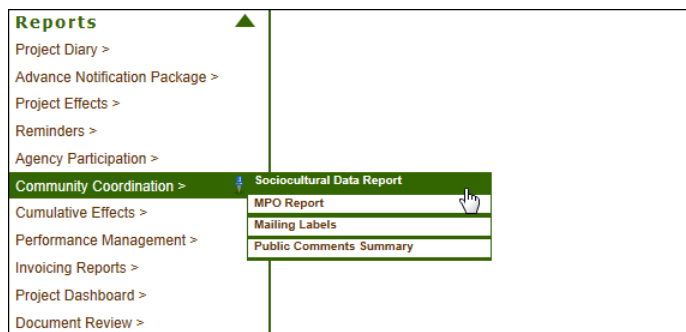 Reports
Project Diary >
Advance Notification Package >
Project Effects >
Reminders >
Agency Participation >
Community Coordination >
Sociocultural Data Report
MPO Report
Mailing Labels
Public Comments Summary
Cumulative Effects >
Performance Management >
Invoicing Reports >
Project Dashboard >
Document Review >